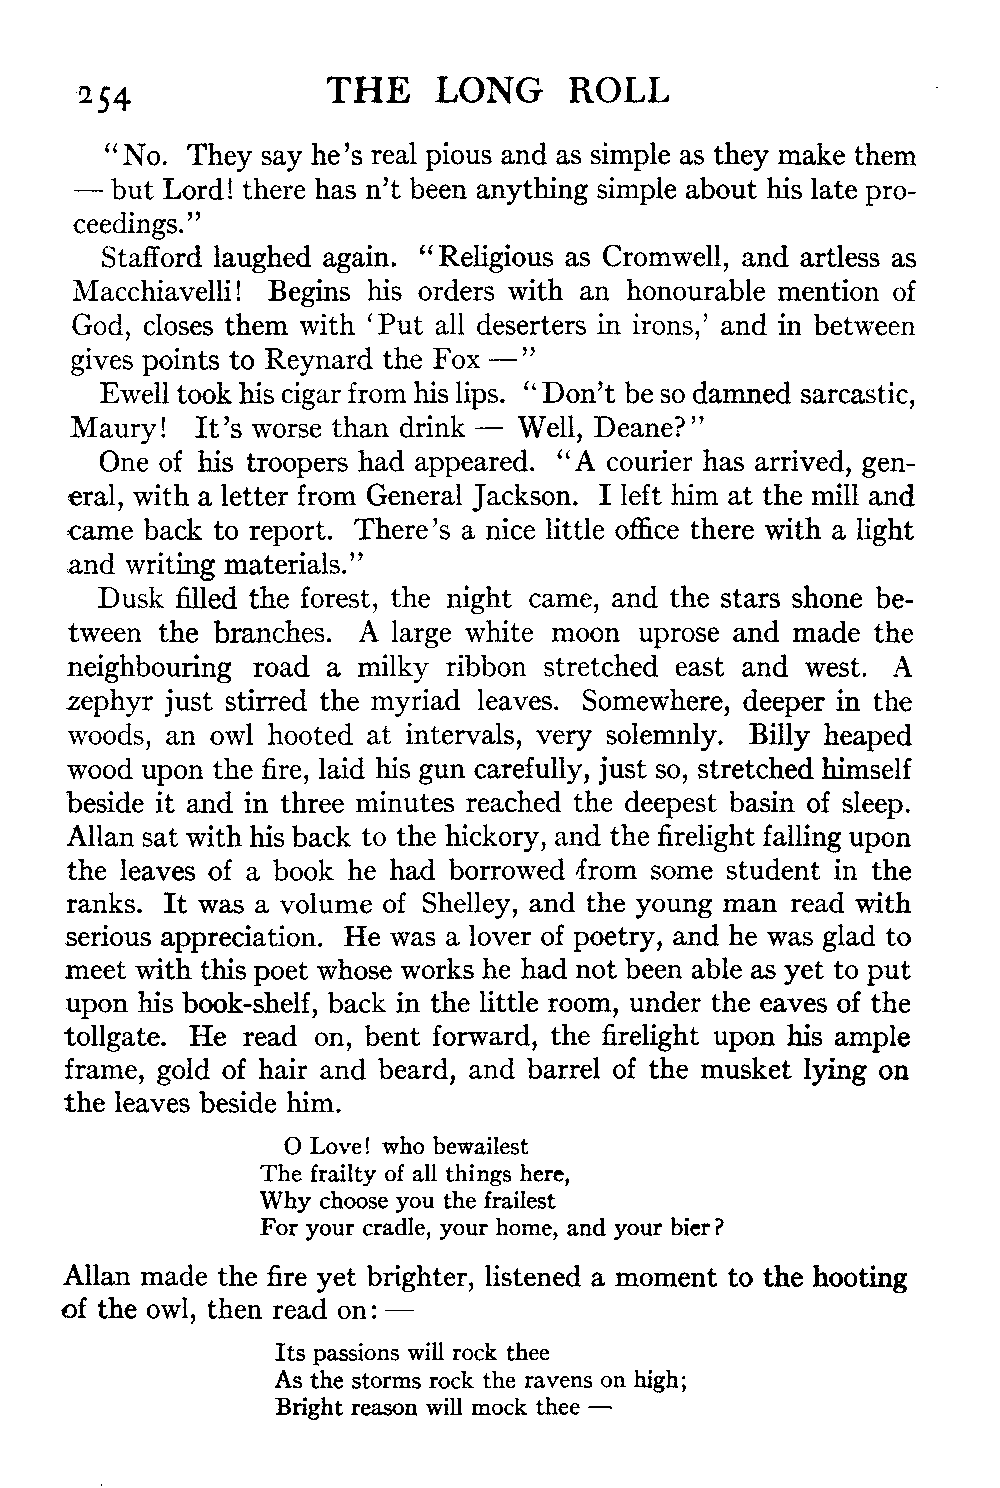 254 THE LONG ROLL
"No. They say he's real pious and as simple as they make them
— but Lord! there has n't been anything simple about his late pro-
ceedings."
Stafford laughed again. "Religious as Cromwell, and artless as
Macchiavelli! Begins his orders with an honourable mention of
God, closes them with 'Put all deserters in irons,' and in between
gives points to Reynard the Fox —"
Ewell took his cigar from his lips. "Don't be so damned sarcastic,
Maury! It's worse than drink — Well, Deane?"
One of his troopers had appeared. "A courier has arrived, gen-
eral, with a letter from General Jackson. I left him at the mill and
came back to report. There's a nice little office there with a light
and writing materials."
Dusk filled the forest, the night came, and the stars shone be-
tween the branches. A large white moon uprose and made the
neighbouring road a milky ribbon stretched east and west. A
zephyr just stirred the myriad leaves. Somewhere, deeper in the
woods, an owl hooted at intervals, very solemnly. Billy heaped
wood upon the fire, laid his gun carefully, just so, stretched himself
beside it and in three minutes reached the deepest basin of sleep.
Allan sat with his back to the hickory, and the firelight falling upon
the leaves of a book he had borrowed from some student in the
ranks. It was a volume of Shelley, and the young man read with
serious appreciation. He was a lover of poetry, and he was glad to
meet with this poet whose works he had not been able as yet to put
upon his book-shelf, back in the little room, under the eaves of the
tollgate. He read on, bent forward, the firelight upon his ample
frame, gold of hair and beard, and barrel of the musket lying on
the leaves beside him.
O Love! who bewailest
The frailty of all things here,
Why choose you the frailest
For your cradle, your home, and your bier?
Allan made the fire yet brighter, listened a moment to the hooting
of the owl, then read on: —
Its passions will rock thee
As the storms rock the ravens on high;
Bright reason will mock thee —